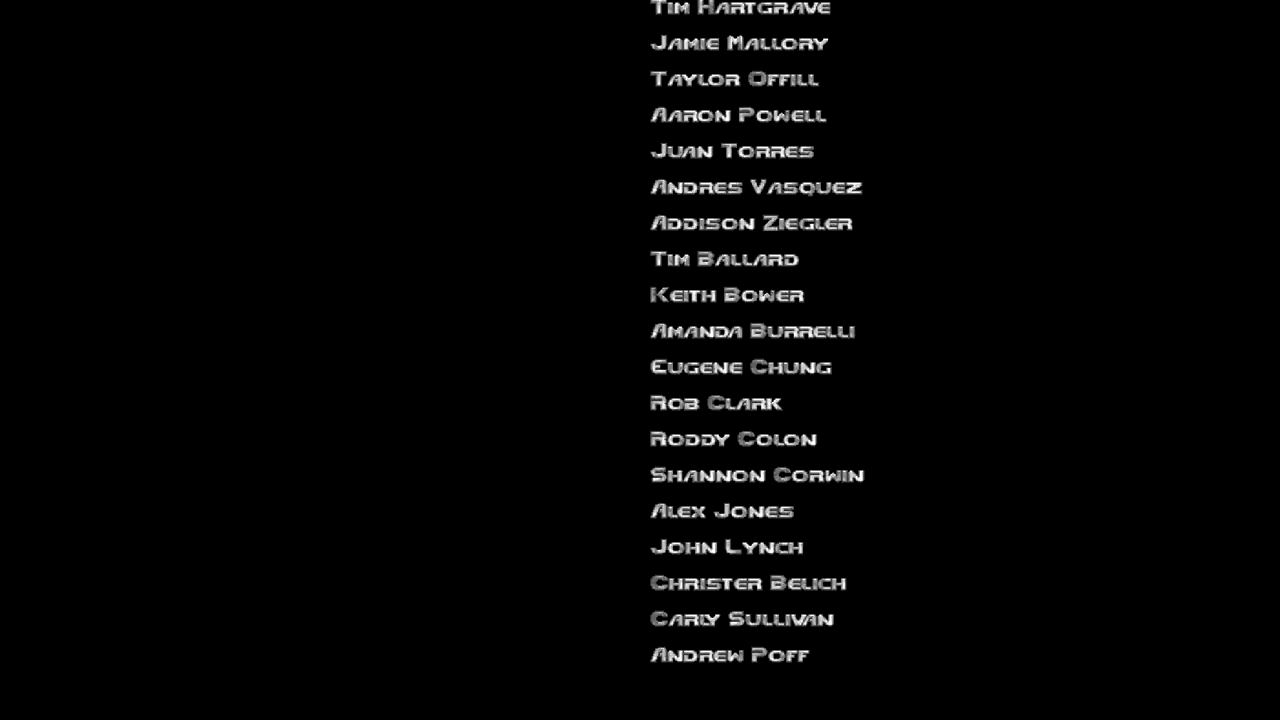 Tim Hartgrave
Jamie Mallory
Taylor Offill
Aaron Powell
Juan Torres
Andres Vasquez
Addison Ziegler
Tim Ballard
Keith Bower
Amanda Burrelli
Eugene Chung
Rob Clark
Roddy Colon
Shannon Corwin
Alex Jones
John Lynch
Christer Belich
Carly Sullivan
Andrew Poff